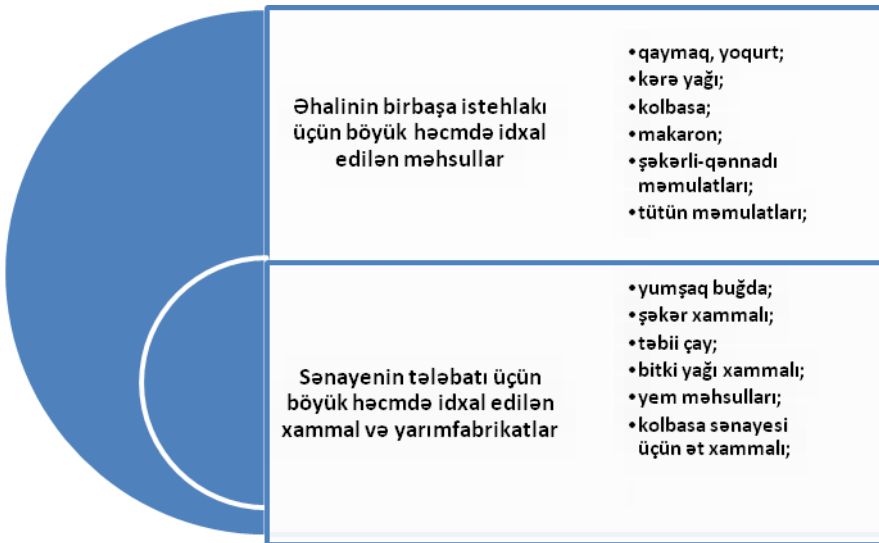 Əhalinin birbaşa istehlakı
üçün böyük həcmdə idxal
edilən məhsullar
•qaymaq, yoqurt;
•kərə yağı;
•kolbasa;
•makaron;
•şəkərli-qənnadı
məmulatları;
•tütün məmulatları;
Sənayenin tələbatı üçün
böyük həcmdə idxal edilən
xammal və yarımfabrikatlar
•yumşaq buğda;
•şəkər xammalı;
•təbii çay;
•bitki yağı xammalı;
•yem məhsulları;
•kolbasa sənayesi
üçün ət xammalı;